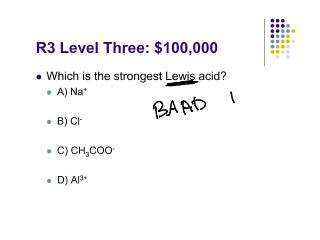 R3 Level Three: $100,000
Which is the strongest Lewis acid?
A) Na⁺
BAAD
B) Cl⁻
C) CH₃COO⁻
D) Al³⁺